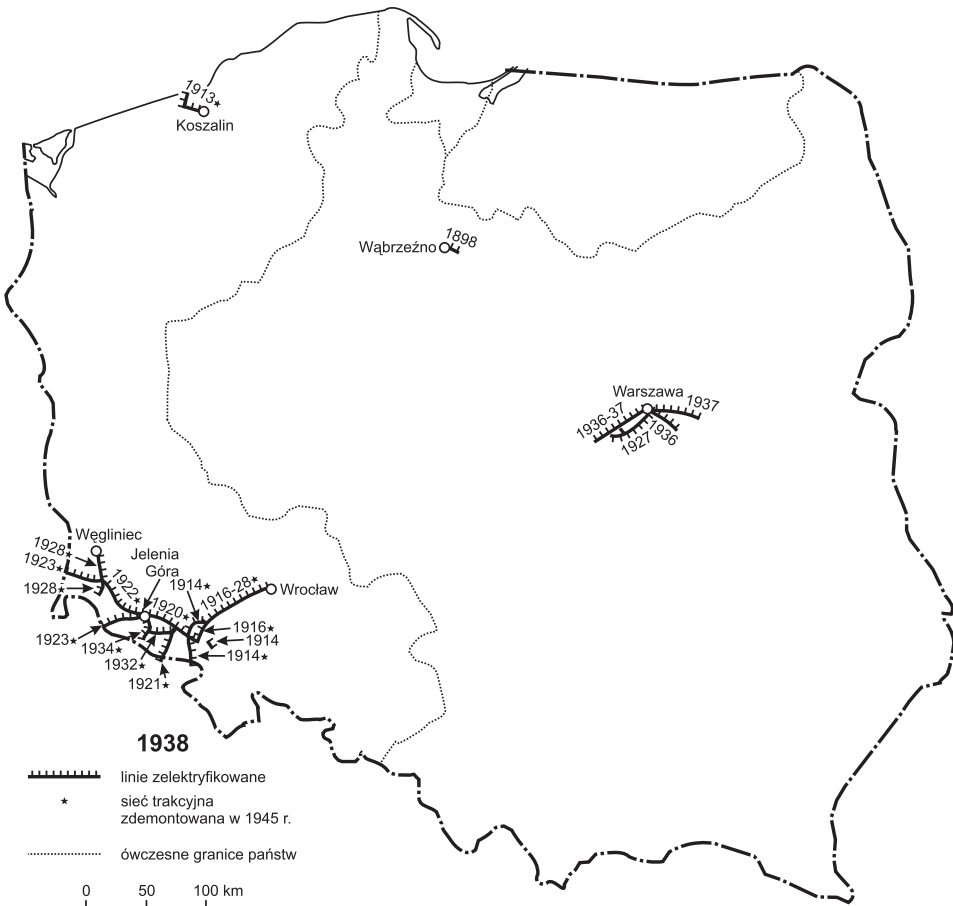 1913★
Koszalin
1898
Wąbrzeźno
Warszawa
1936-37
1937
1927
1936
Węgliniec
1928★
Jelenia
Góra
1923★
1922★
1914★
1916-28★
Wrocław
1928★
1920★
1916★
1923★
1914
1934★
1914★
1932★
1921★
1938
linie zelektryfikowane
★ sieć trakcyjna
zdemontowana w 1945 r.
ówczesne granice państw
0 50 100 km